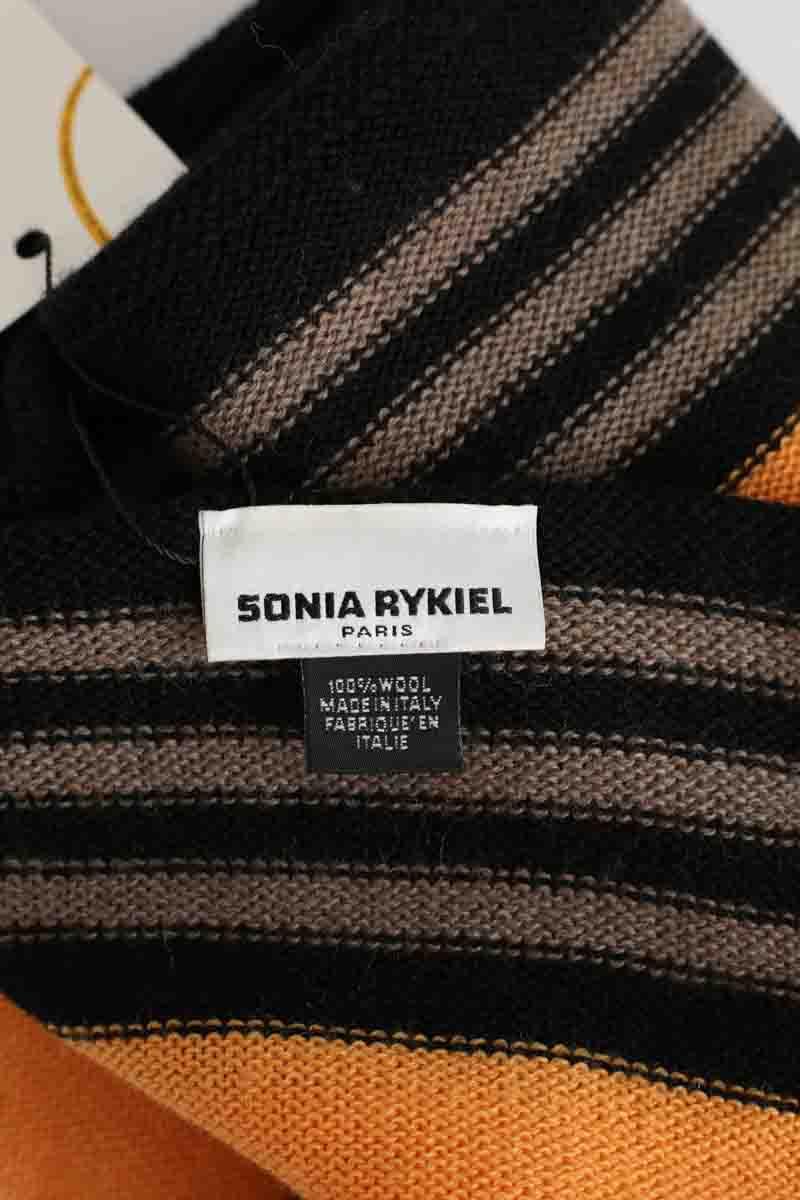 SONIA RYKIEL
PARIS
100% WOOL
MADE IN ITALY
FABRIQUE' EN
ITALIE